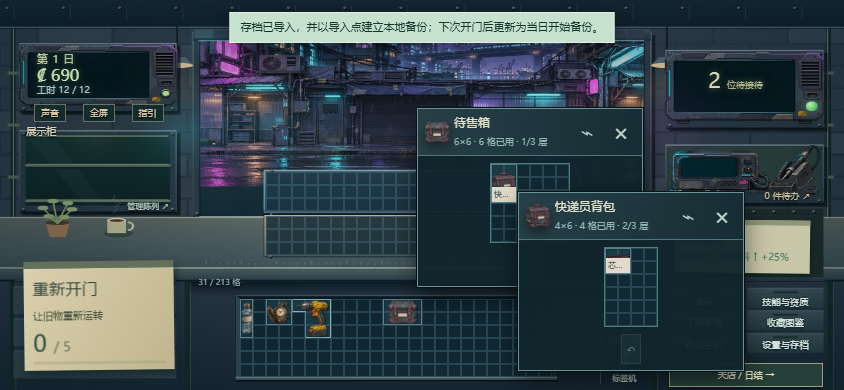 存档已导入，并以导入点建立本地备份；下次开门后更新为当日开始备份。
第 1 日
₡ 690
工时 12 / 12
声音
全屏
指引
展示柜
管理陈列 ↗
2 位待接待
0 件待办 ↗
待售箱
6×6 · 6 格已用 · 1/3 层
快...
快递员背包
4×6 · 4 格已用 · 2/3 层
芯...
↑ +25%
重新开门
让旧物重新运转
0 / 5
31 / 213 格
技能与资质
收藏图鉴
设置与存档
关店 / 日结 →
标签机